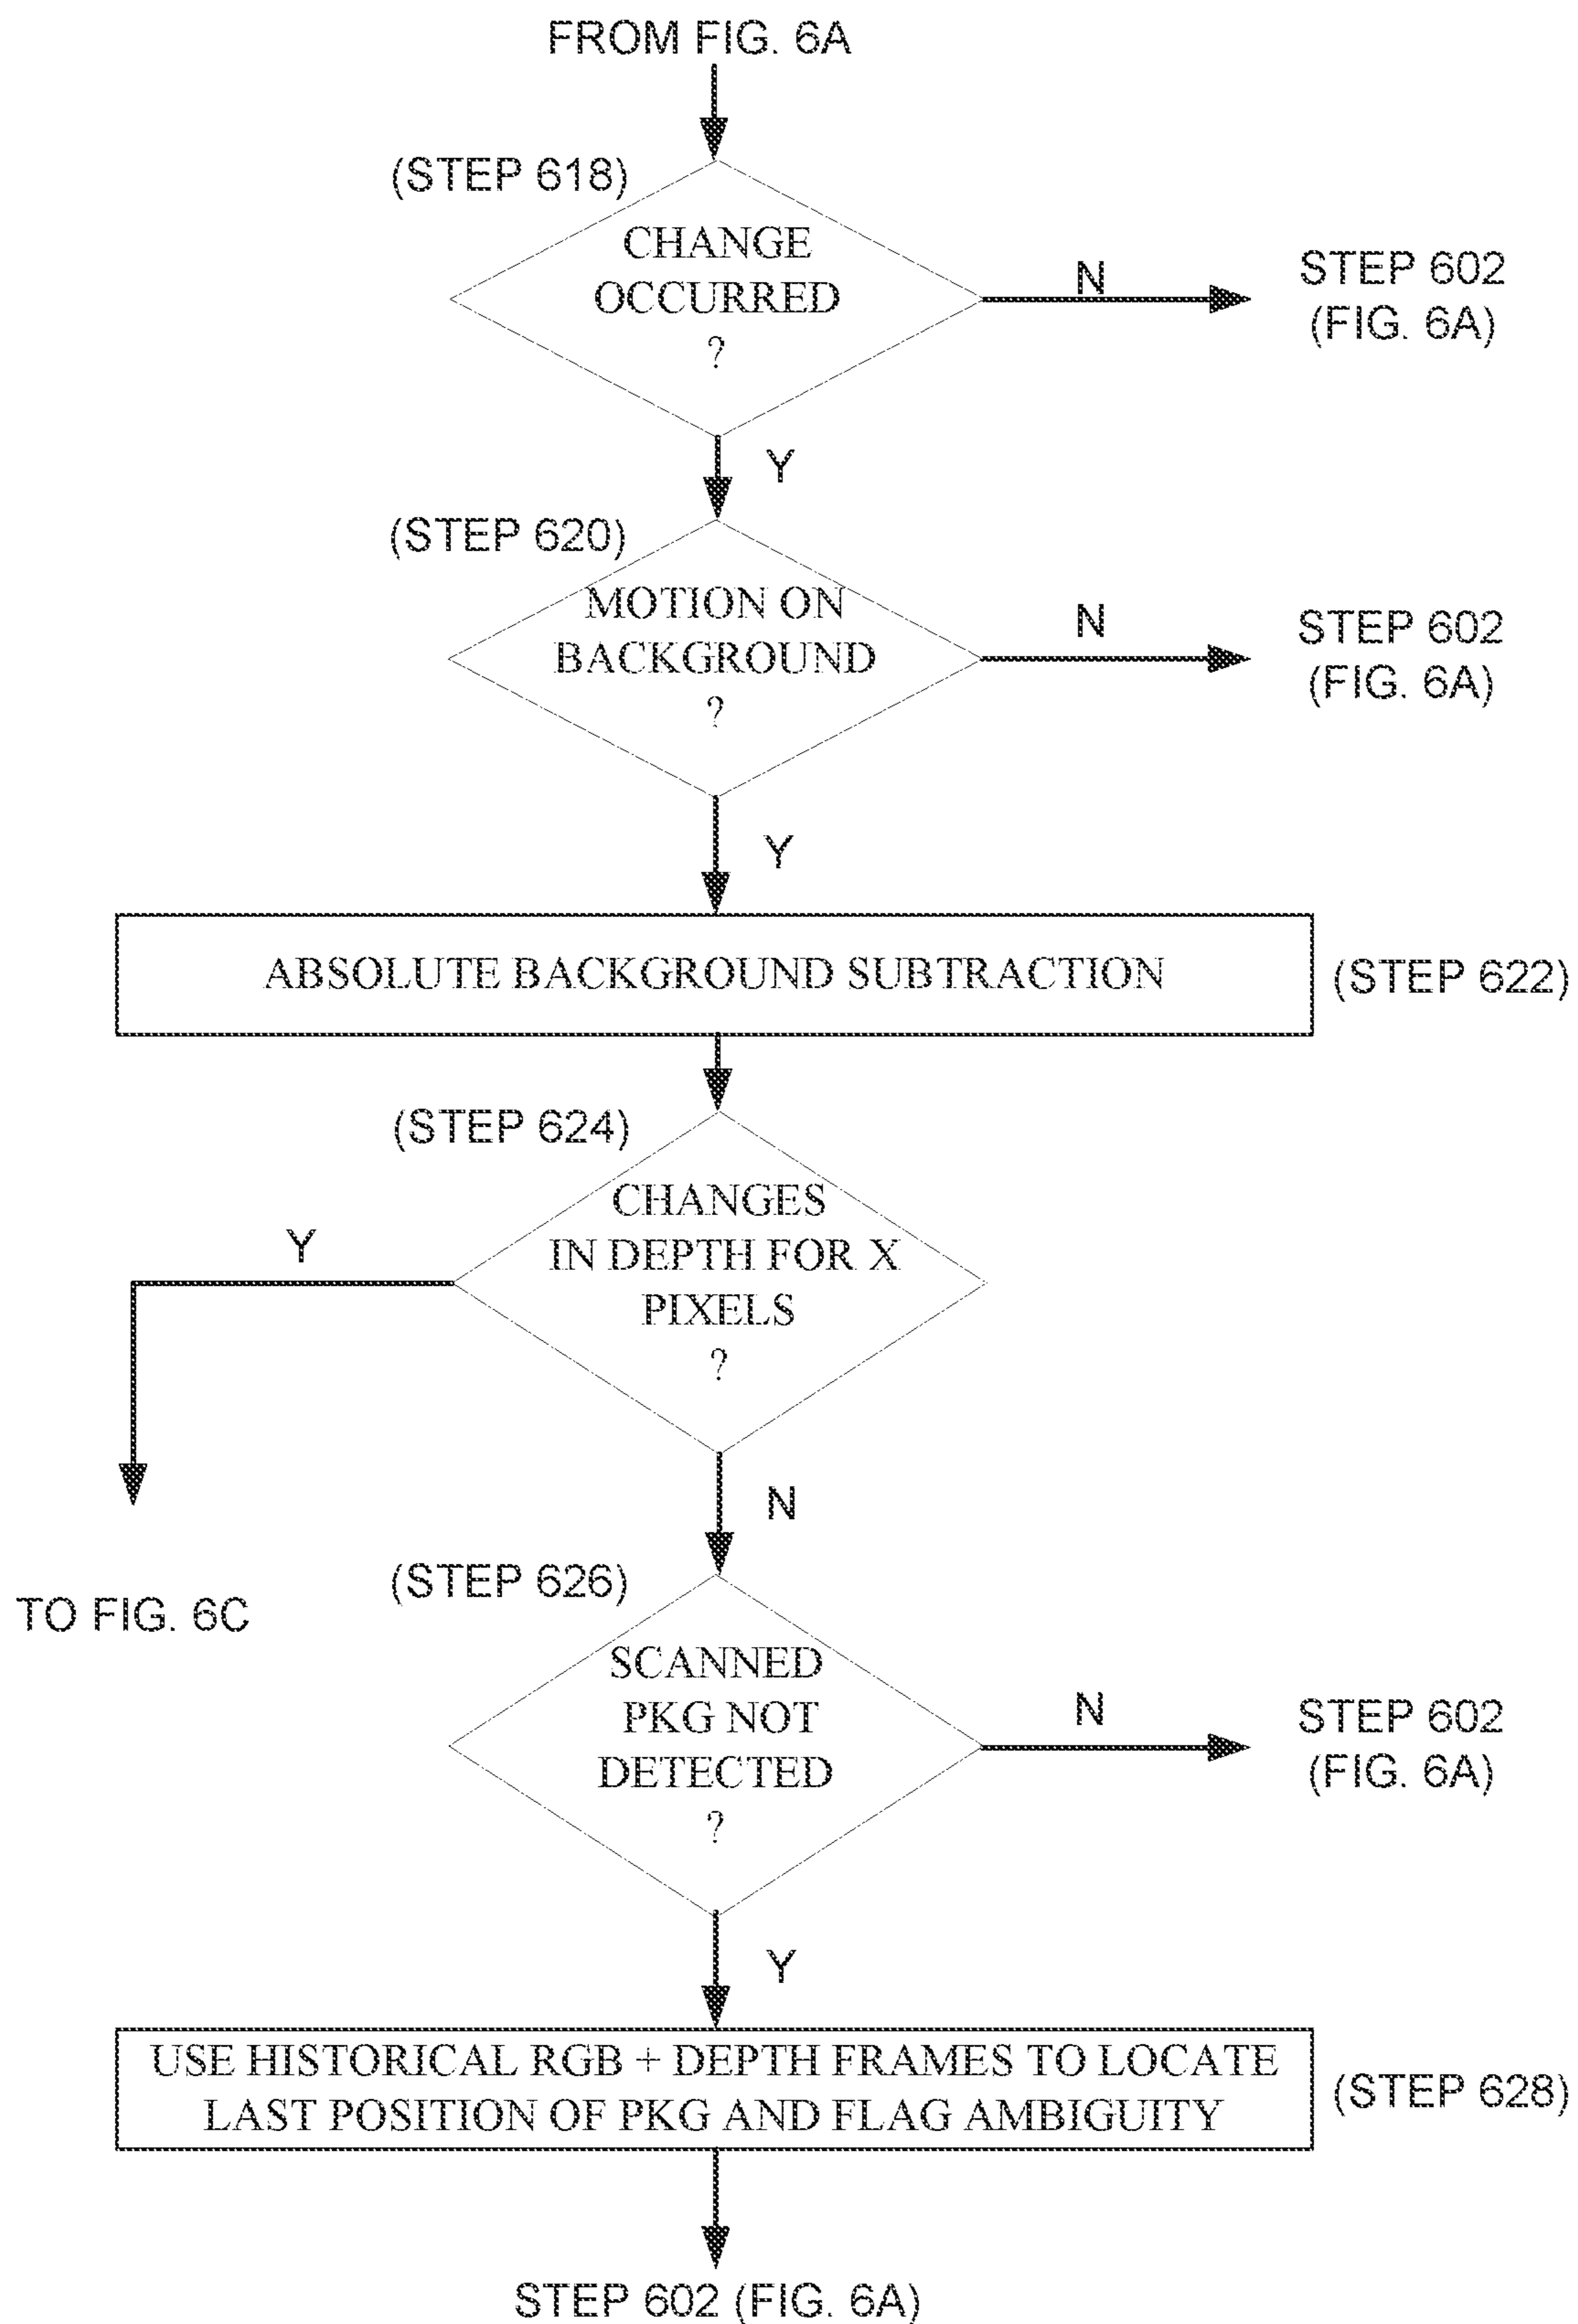 FROM FIG. 6A
(STEP 618)
CHANGE
OCCURRED
?
N
STEP 602
(FIG. 6A)
Y
(STEP 620)
MOTION ON
BACKGROUND
?
N
STEP 602
(FIG. 6A)
Y
ABSOLUTE BACKGROUND SUBTRACTION
(STEP 622)
(STEP 624)
CHANGES
IN DEPTH FOR X
PIXELS
?
Y
TO FIG. 6C
N
(STEP 626)
SCANNED
PKG NOT
DETECTED
?
N
STEP 602
(FIG. 6A)
Y
USE HISTORICAL RGB + DEPTH FRAMES TO LOCATE
LAST POSITION OF PKG AND FLAG AMBIGUITY
(STEP 628)
STEP 602 (FIG. 6A)